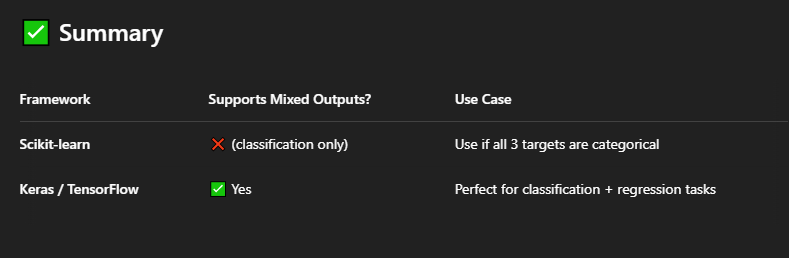 ✅ Summary
Framework Supports Mixed Outputs? Use Case
Scikit-learn ❌ (classification only) Use if all 3 targets are categorical
Keras / TensorFlow ✅ Yes Perfect for classification + regression tasks